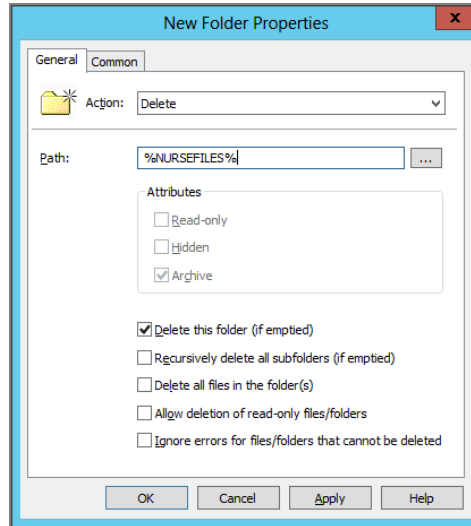 New Folder Properties
x
General
Common
Action:
Delete
Path:
%NURSEFILES%
...
Attributes
Read-only
Hidden
Archive
Delete this folder (if emptied)
Recursively delete all subfolders (if emptied)
Delete all files in the folder(s)
Allow deletion of read-only files/folders
Ignore errors for files/folders that cannot be deleted
OK
Cancel
Apply
Help